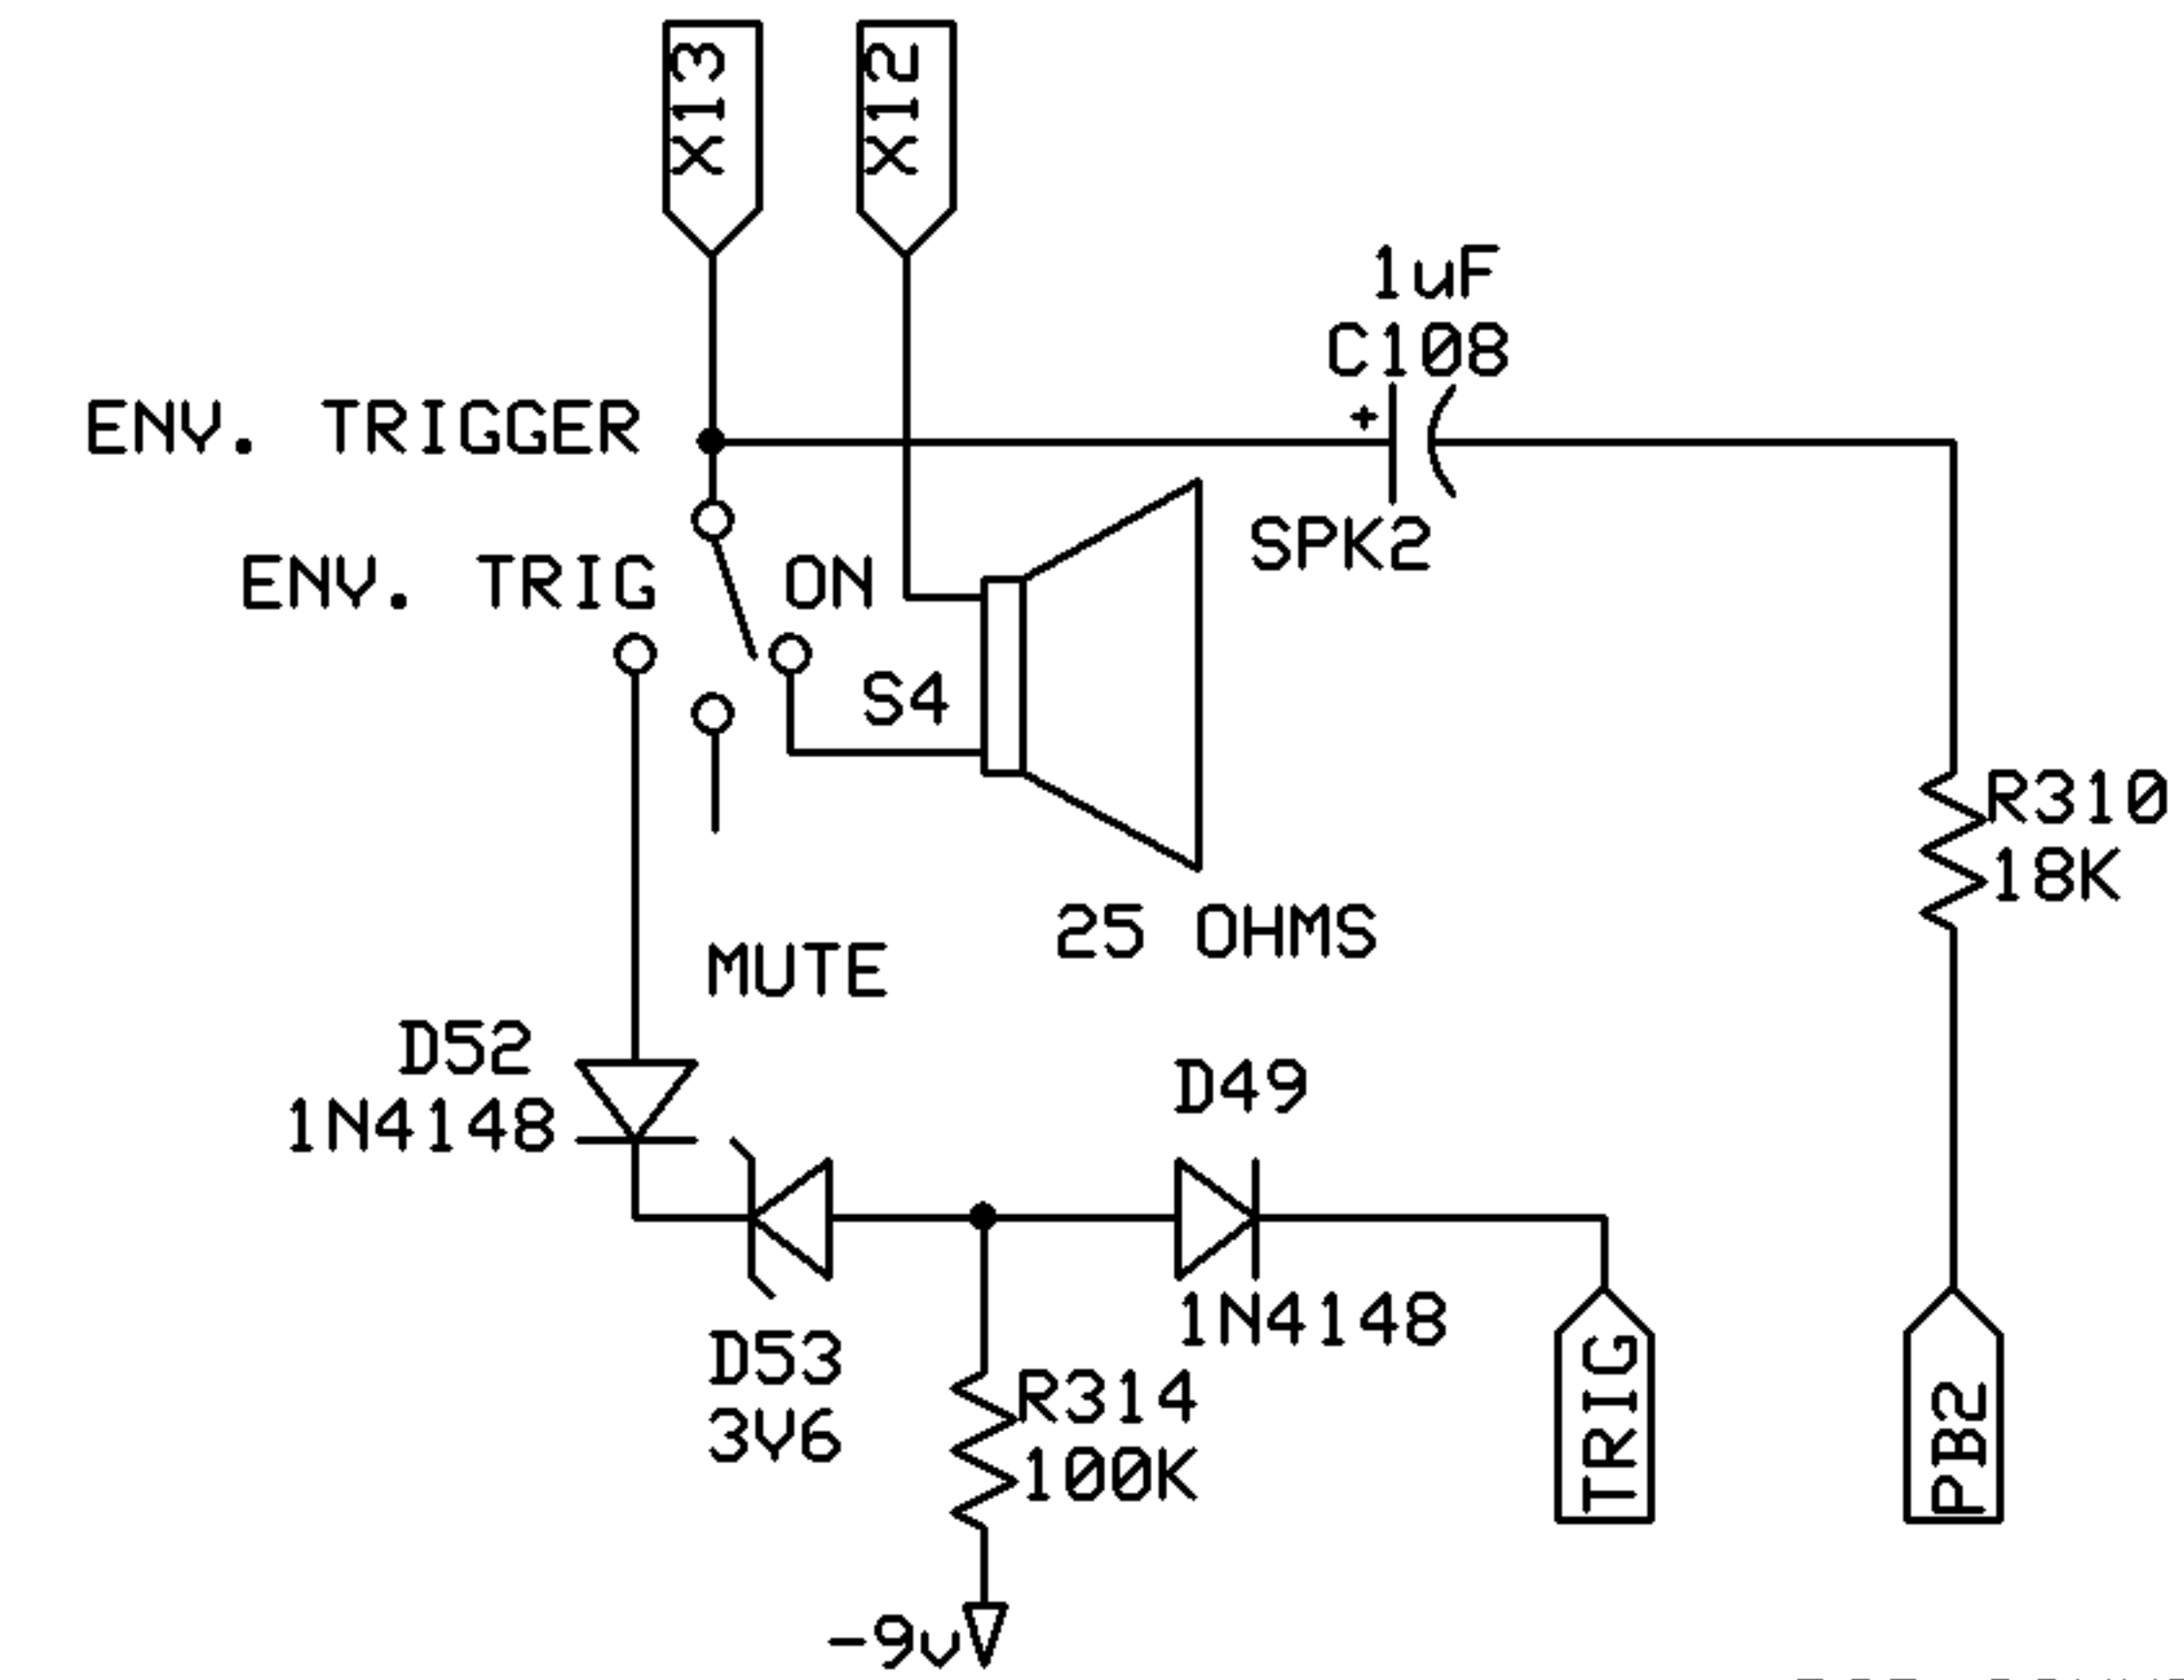 X13
X12
1uF
C108
+
ENV. TRIGGER
SPK2
ENV. TRIG
ON
S4
R310
18K
25 OHMS
MUTE
D52
1N4148
D49
1N4148
D53
3V6
R314
100K
TRIG
PB2
-9v